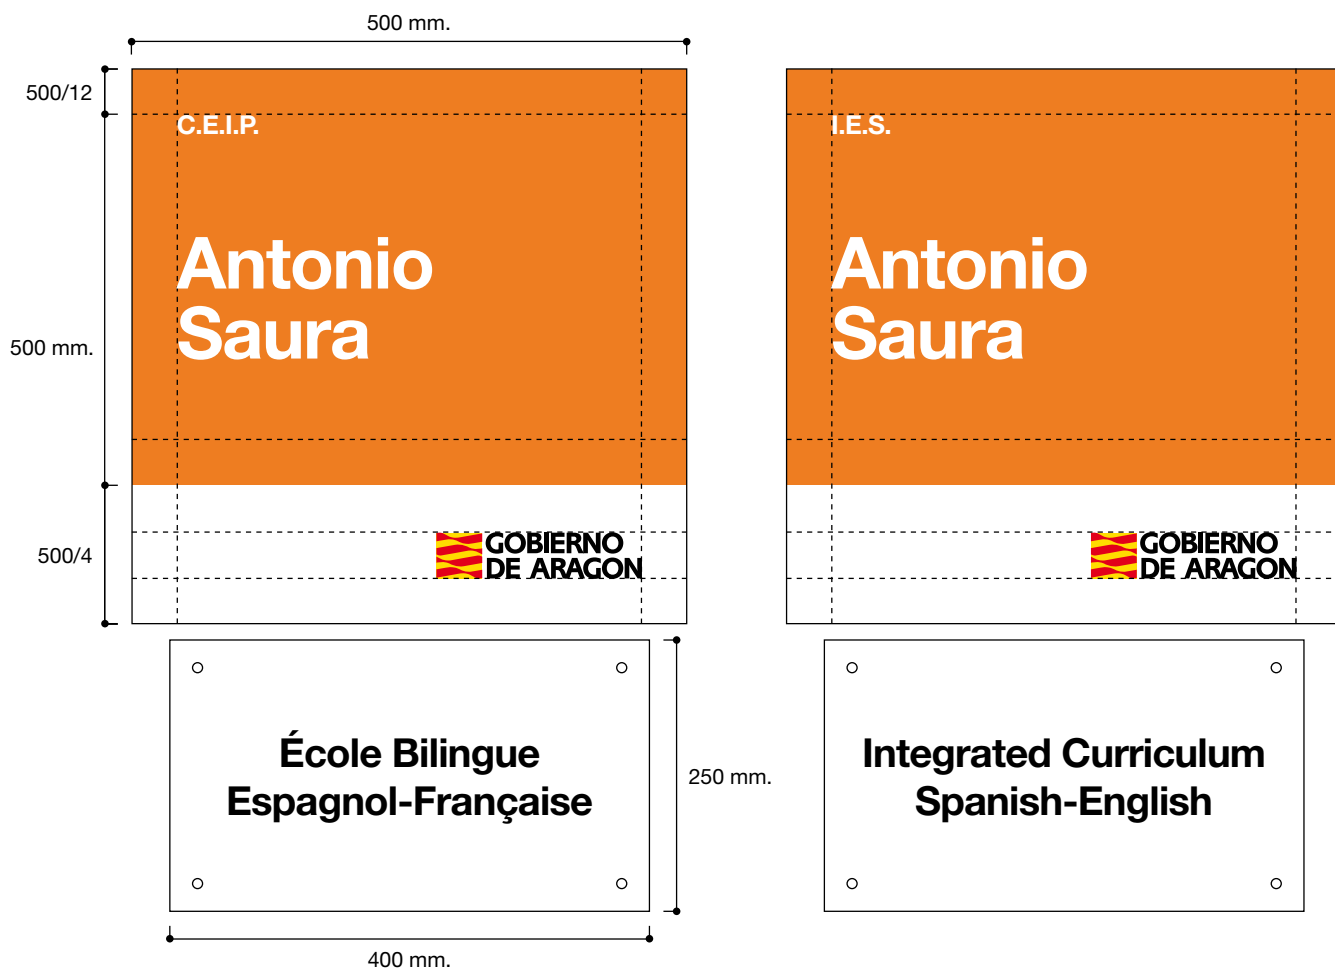 500 mm.
500/12
500 mm.
500/4
C.E.I.P.
Antonio
Saura
GOBIERNO
DE ARAGON
I.E.S.
Antonio
Saura
GOBIERNO
DE ARAGON
École Bilingue
Espagnol-Française
250 mm.
400 mm.
Integrated Curriculum
Spanish-English